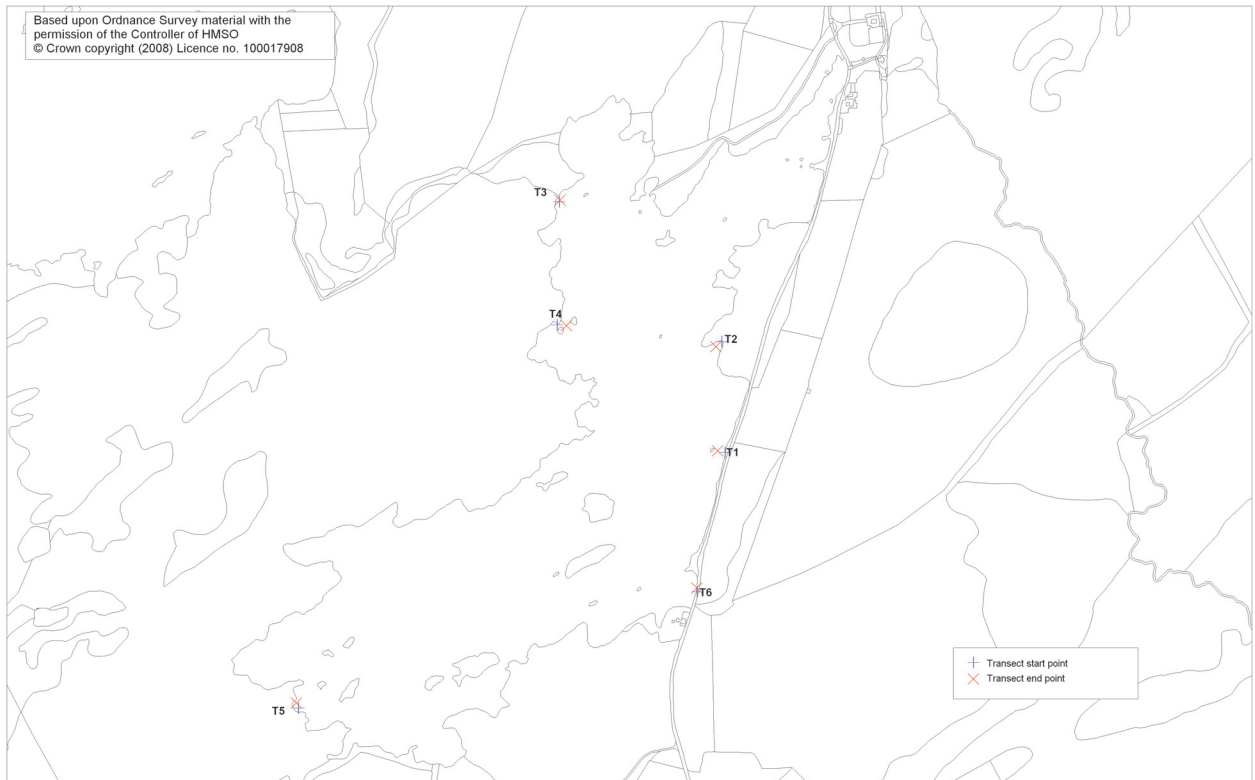 Based upon Ordnance Survey material with the
permission of the Controller of HMSO
© Crown copyright (2008) Licence no. 100017908
T3
T4
T2
T1
T6
T5
Transect start point
Transect end point